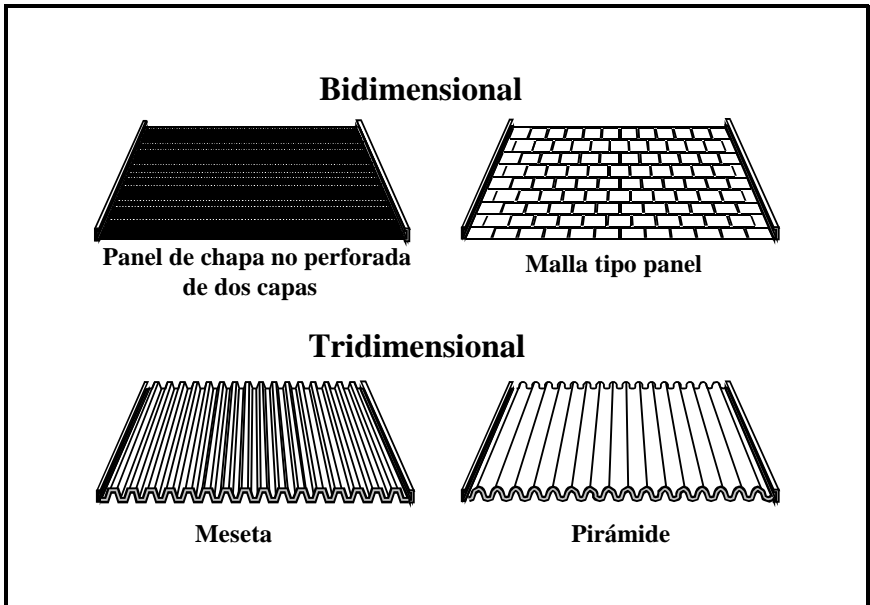 Bidimensional
Panel de chapa no perforada
de dos capas
Malla tipo panel
Tridimensional
Meseta
Pirámide